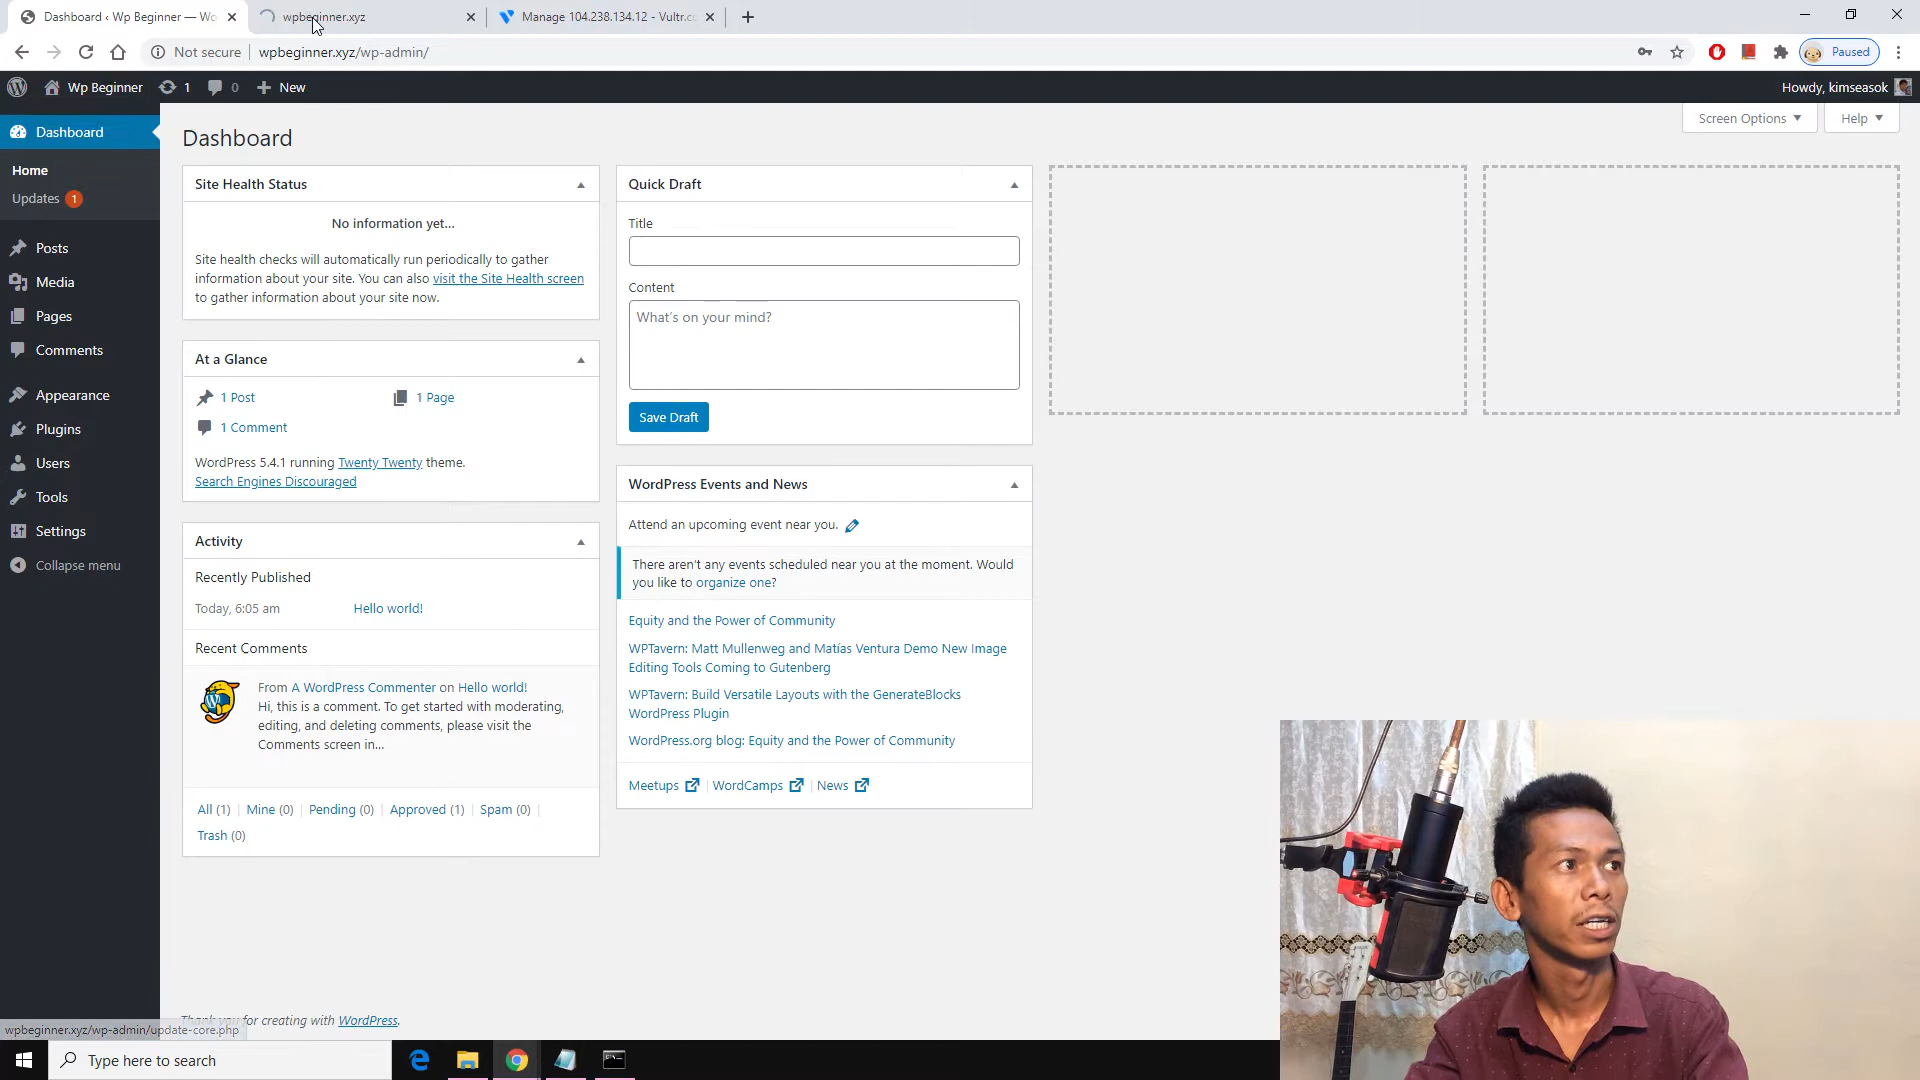 Dashboard ‹ Wp Beginner — Wo
wpbeginner.xyz
Manage 104.238.134.12 - Vultr.c
Not secure
wpbeginner.xyz/wp-admin/
Paused
Wp Beginner
1
0
New
Howdy, kimseasok
Dashboard
Home
Updates 1
Posts
Media
Pages
Comments
Appearance
Plugins
Users
Tools
Settings
Collapse menu
Dashboard
Screen Options
Help
Site Health Status
No information yet...
Site health checks will automatically run periodically to gather
information about your site. You can also visit the Site Health screen
to gather information about your site now.
At a Glance
1 Post
1 Page
1 Comment
WordPress 5.4.1 running Twenty Twenty theme.
Search Engines Discouraged
Activity
Recently Published
Today, 6:05 am
Hello world!
Recent Comments
From A WordPress Commenter on Hello world!
Hi, this is a comment. To get started with moderating,
editing, and deleting comments, please visit the
Comments screen in...
All (1) | Mine (0) | Pending (0) | Approved (1) | Spam (0) |
Trash (0)
Quick Draft
Title
Content
What's on your mind?
Save Draft
WordPress Events and News
Attend an upcoming event near you.
There aren't any events scheduled near you at the moment. Would
you like to organize one?
Equity and the Power of Community
WPTavern: Matt Mullenweg and Matías Ventura Demo New Image
Editing Tools Coming to Gutenberg
WPTavern: Build Versatile Layouts with the GenerateBlocks
WordPress Plugin
WordPress.org blog: Equity and the Power of Community
Meetups | WordCamps | News
Thank you for creating with WordPress.
wpbeginner.xyz/wp-admin/update-core.php
Type here to search